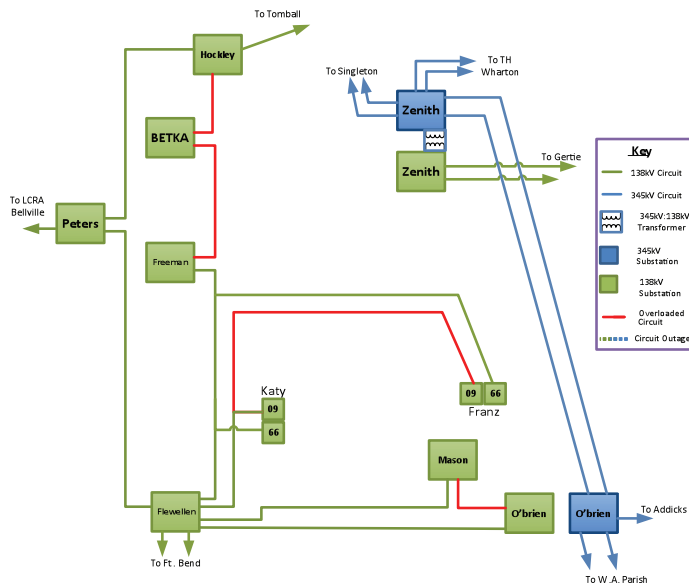 To Tomball
Hockley
To TH
Wharton
To Singleton
Zenith
BETKA
Zenith
To Gertie
Key
138kV Circuit
345kV Circuit
345kV:138kV
Transformer
345kV
Substation
138kV
Substation
Overloaded
Circuit
Circuit Outage
To LCRA
Bellville
Peters
Freeman
Katy
09
66
09 66
Franz
Mason
Flewellen
O'brien
O'brien
To Addicks
To Ft. Bend
To W.A. Parish